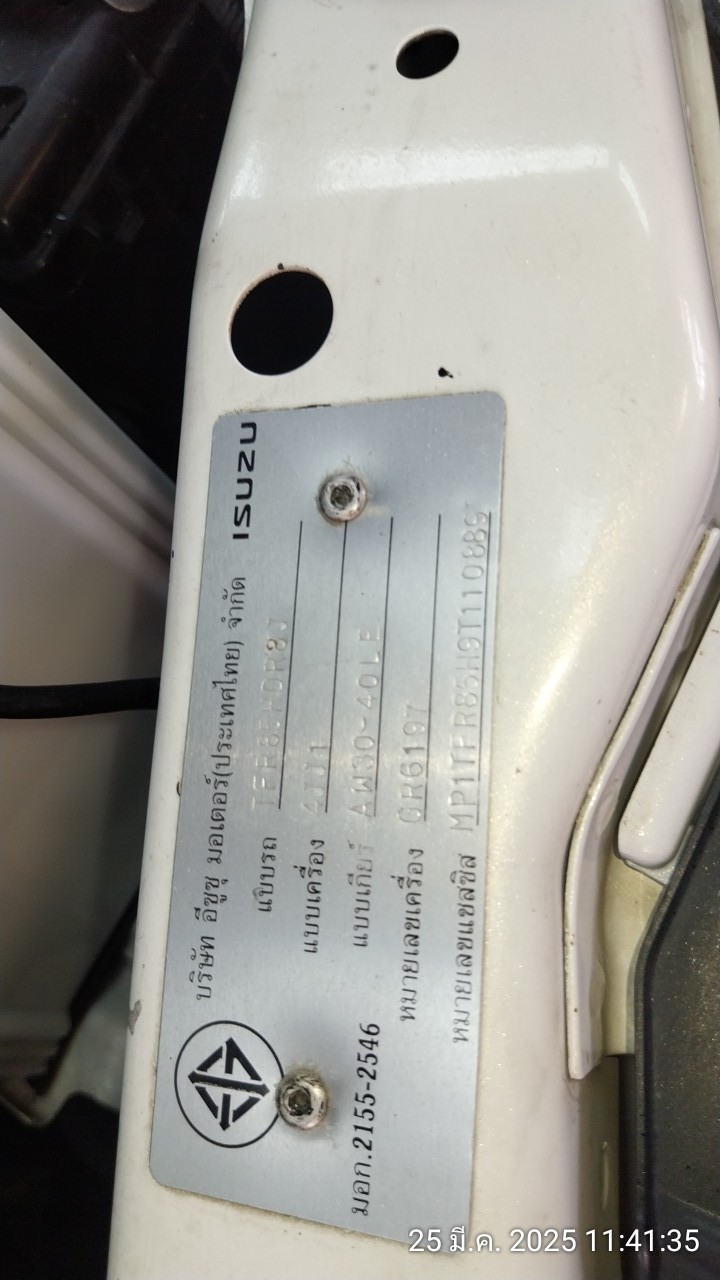 บริษัท อีซูซุ มอเตอร์(ประเทศไทย) จำกัด ISUZU
แบบรถ TFR85HDR8J
แบบเครื่อง 4JJ1
แบบเกียร์ AW30-40LE
หมายเลขเครื่อง GR6197
หมายเลขแชสซิส MP1TFR85H9T110889
มอก.2155-2546
25 มี.ค. 2025 11:41:35